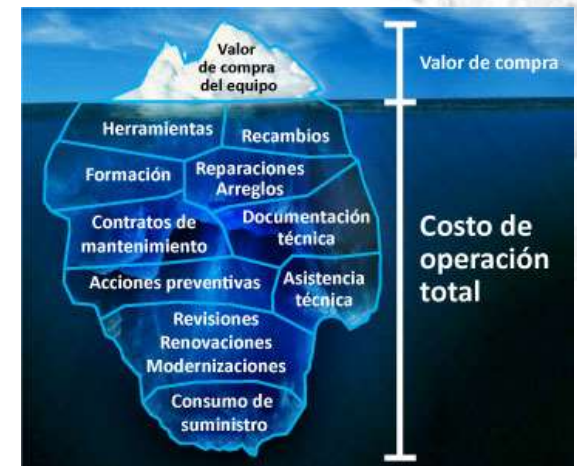 Valor
de compra
del equipo
Valor de compra
Herramientas
Recambios
Formación
Reparaciones
Arreglos
Contratos de
mantenimiento
Documentación
técnica
Acciones preventivas
Asistencia
técnica
Revisiones
Renovaciones
Modernizaciones
Consumo de
suministro
Costo de
operación
total